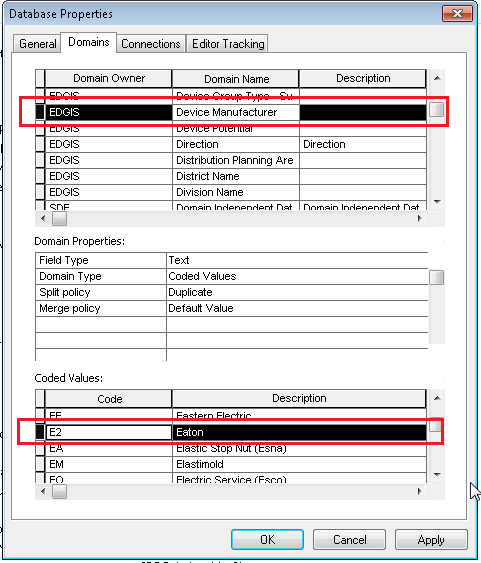 Database Properties
General Domains Connections Editor Tracking
Domain Owner Domain Name Description
EDGIS Device Group Type - Su
EDGIS Device Manufacturer
EDGIS Device Potential
EDGIS Direction Direction
EDGIS Distribution Planning Are
EDGIS District Name
EDGIS Division Name
SDE Domain Independent Dat Domain Independent Dat
Domain Properties:
Field Type Text
Domain Type Coded Values
Split policy Duplicate
Merge policy Default Value
Coded Values:
Code Description
Eastern Electric
E2 Eaton
EA Elastic Stop Nut (Esna)
EM Elastimold
EO Electric Service (Esco)
OK Cancel Apply